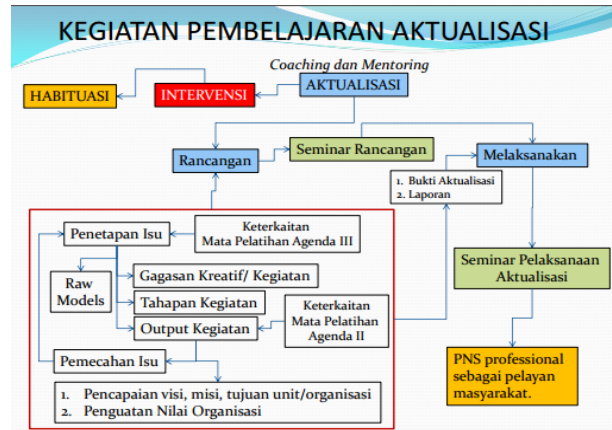 KEGIATAN PEMBELAJARAN AKTUALISASI
Coaching dan Mentoring
HABITUASI
INTERVENSI
AKTUALISASI
Rancangan
Seminar Rancangan
Melaksanakan
1. Bukti Aktualisasi
2. Laporan
Penetapan Isu
Keterkaitan
Mata Pelatihan Agenda III
Raw
Models
Gagasan Kreatif/ Kegiatan
Tahapan Kegiatan
Output Kegiatan
Keterkaitan
Mata Pelatihan
Agenda II
Seminar Pelaksanaan
Aktualisasi
Pemecahan Isu
1. Pencapaian visi, misi, tujuan unit/organisasi
2. Penguatan Nilai Organisasi
PNS professional
sebagai pelayan
masyarakat.